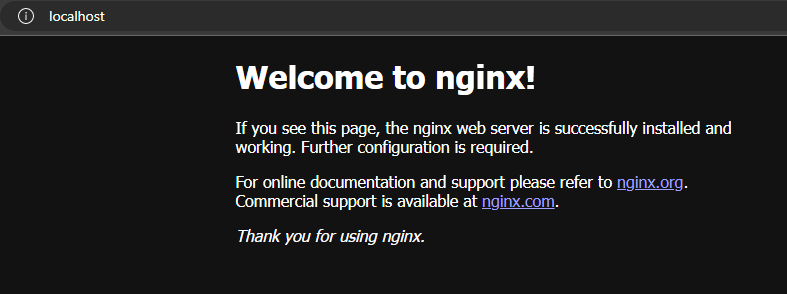 localhost
Welcome to nginx!
If you see this page, the nginx web server is successfully installed and
working. Further configuration is required.
For online documentation and support please refer to nginx.org.
Commercial support is available at nginx.com.
Thank you for using nginx.